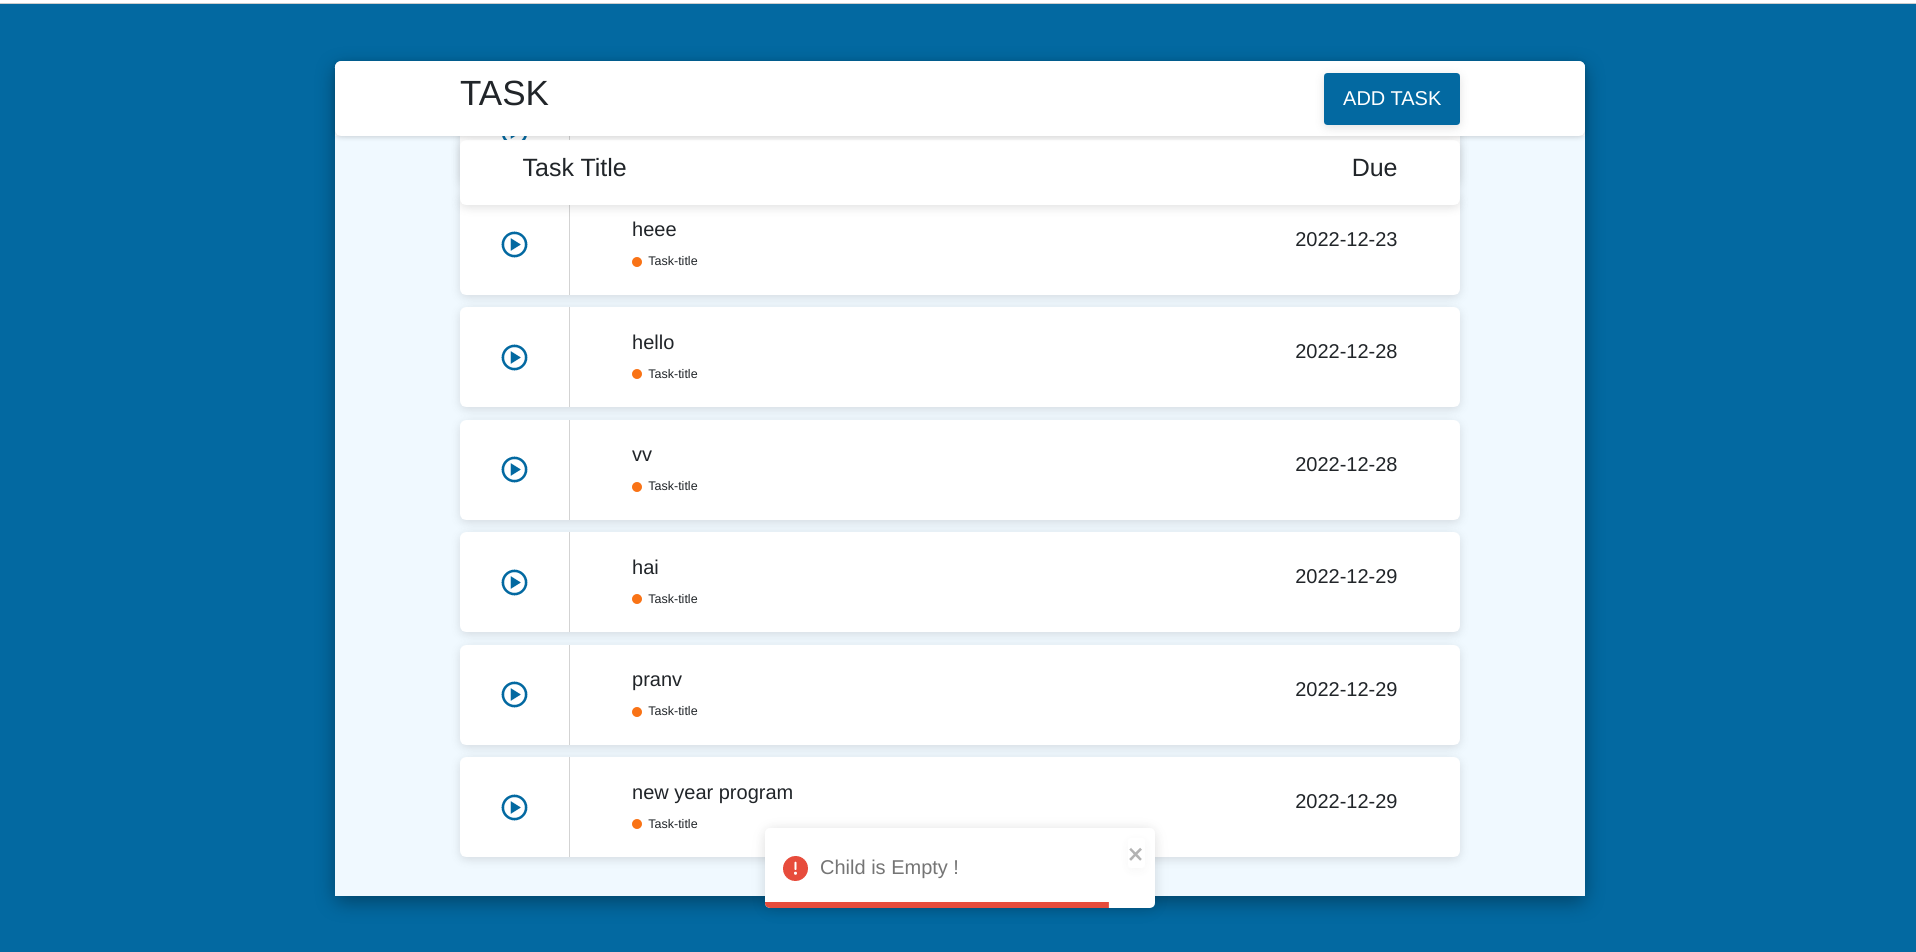 TASK
ADD TASK
Task Title
Due
heee
2022-12-23
Task-title
hello
2022-12-28
Task-title
vv
2022-12-28
Task-title
hai
2022-12-29
Task-title
pranv
2022-12-29
Task-title
new year program
2022-12-29
Task-title
Child is Empty !